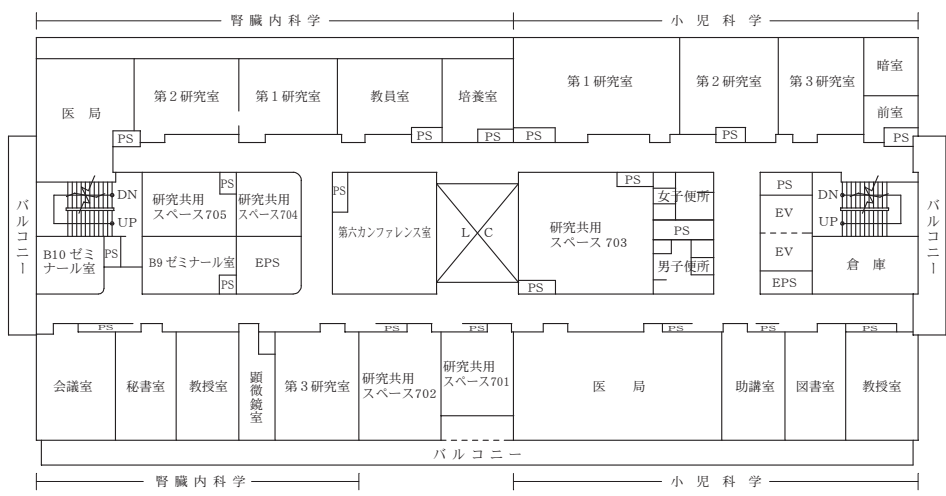 腎臓内科学
小児科学
医局
第2研究室
第1研究室
教員室
培養室
第1研究室
第2研究室
第3研究室
暗室
前室
PS
PS
PS
PS
PS
PS
バルコニー
DN
UP
研究共用
スペース705
PS
研究共用
スペース704
PS
第六カンファレンス室
L C
研究共用
スペース 703
PS
女子便所
PS
男子便所
PS
EV
EV
EPS
DN
UP
倉庫
バルコニー
B10 ゼミ
ナール室
PS
B9 ゼミナール室
PS
EPS
PS
PS
PS
PS
PS
PS
PS
会議室
秘書室
教授室
顕微鏡室
第3研究室
研究共用
スペース702
研究共用
スペース701
医局
助講室
図書室
教授室
バルコニー
腎臓内科学
小児科学